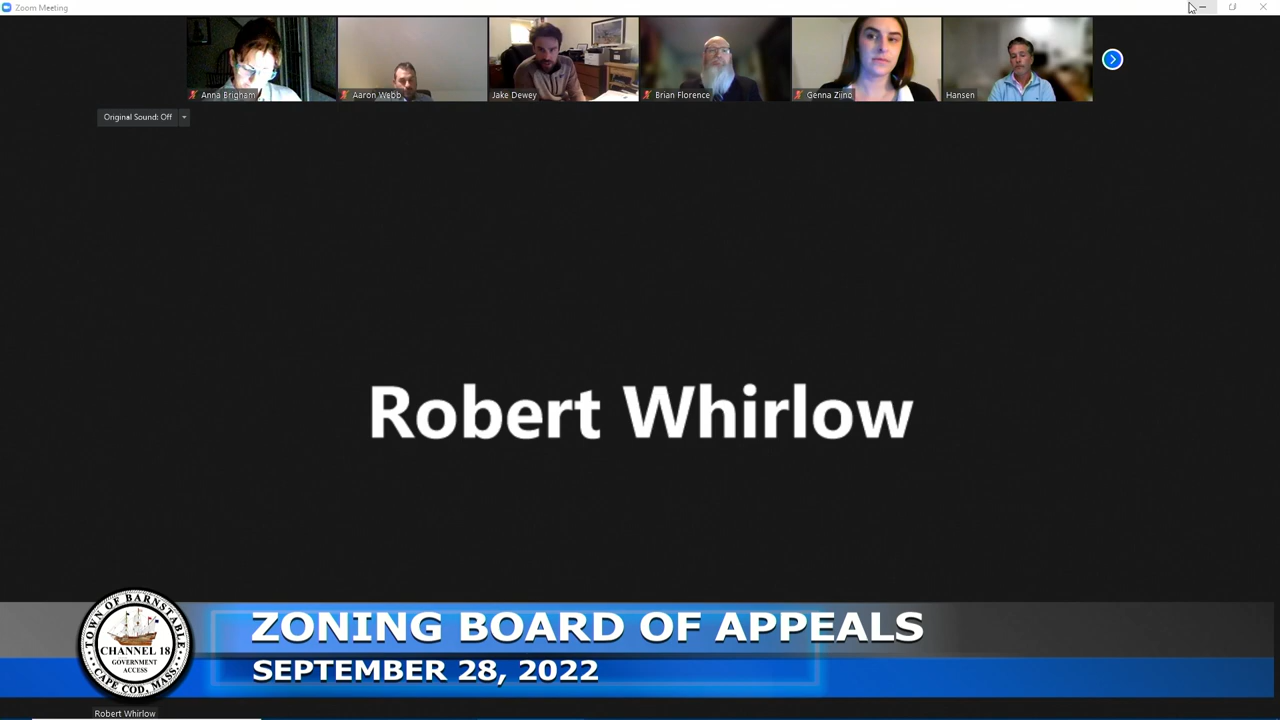 Zoom Meeting
Anna Brigham
Aaron Webb
Jake Dewey
Brian Florence
Genna Ziino
Hansen
Original Sound: Off
Robert Whirlow
ZONING BOARD OF APPEALS
SEPTEMBER 28, 2022
TOWN OF BARNSTABLE
CHANNEL 18
GOVERNMENT
ACCESS
CAPE COD, MASS.
Robert Whirlow